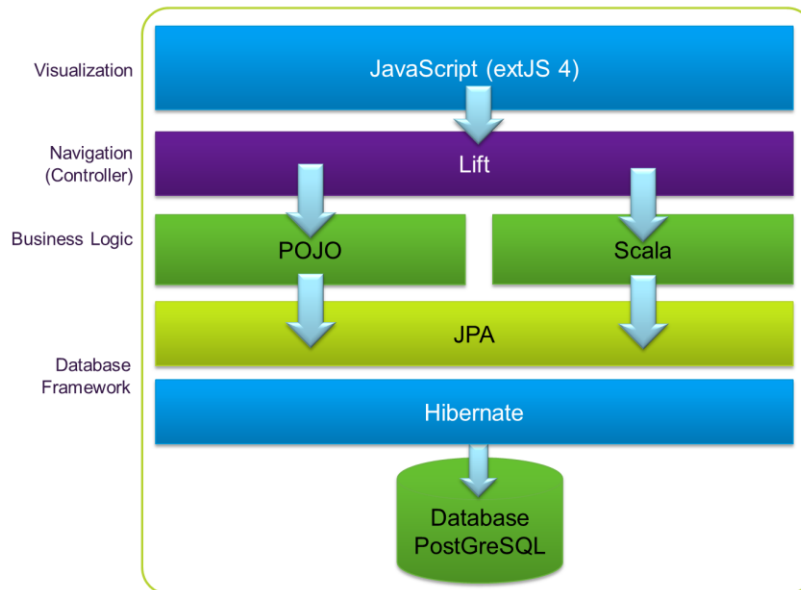 Visualization
JavaScript (extJS 4)
Navigation
(Controller)
Lift
Business Logic
POJO
Scala
JPA
Database
Framework
Hibernate
Database
PostGreSQL